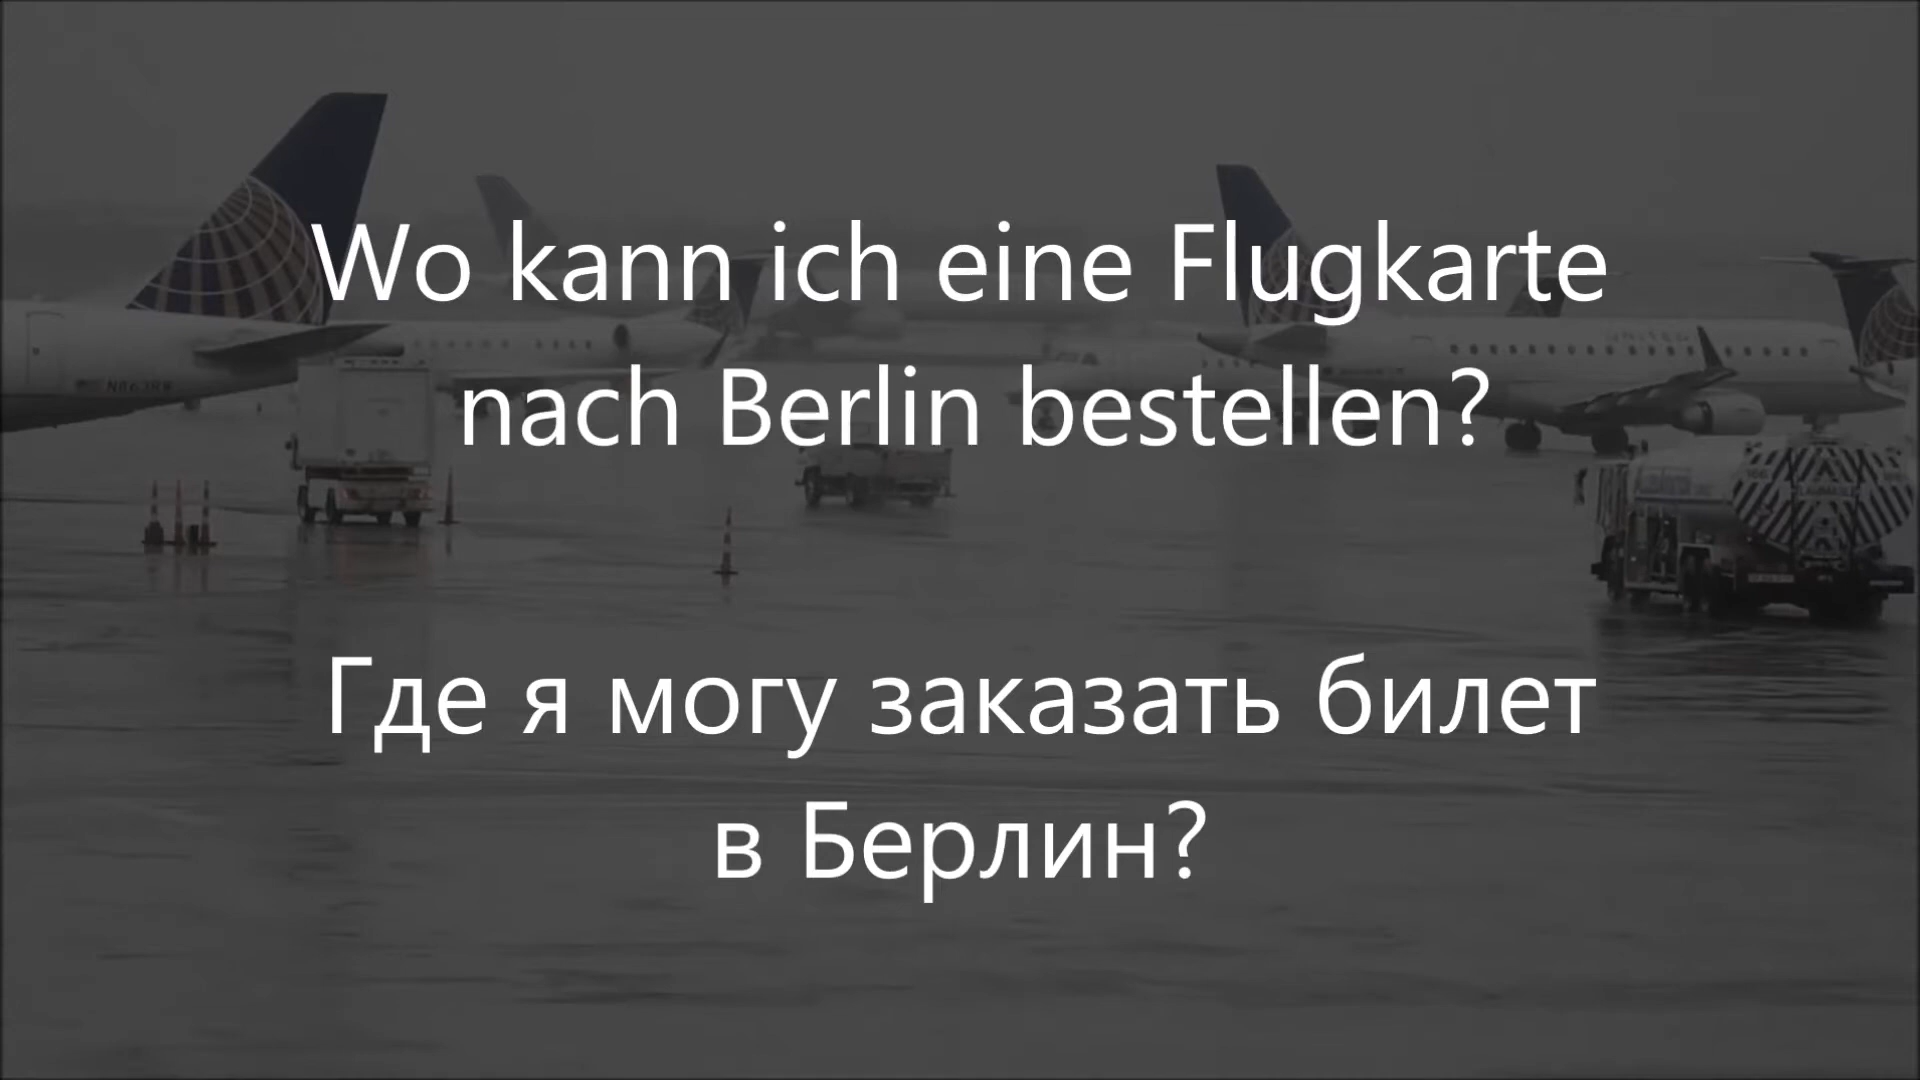 Wo kann ich eine Flugkarte
nach Berlin bestellen?
Где я могу заказать билет
в Берлин?